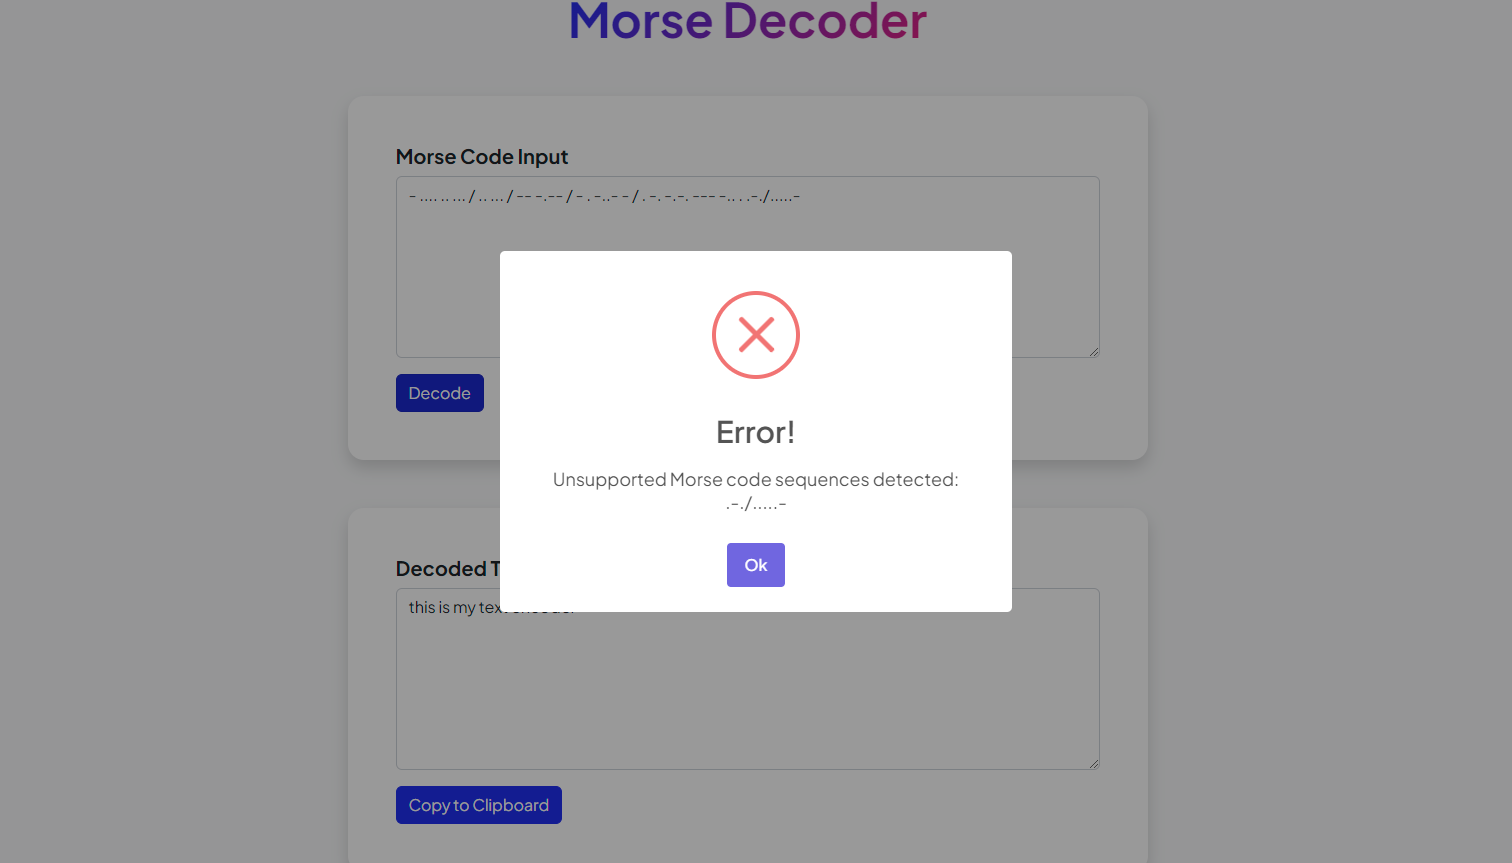 Morse Decoder
Morse Code Input
- .... .. ... / .. ... / -- -.-- / - . -..- - / . -. -.-. --- -.. . .-./.....-
Decode
Error!
Unsupported Morse code sequences detected:
.-./.....-
Ok
Decoded T
this is my tex
Copy to Clipboard